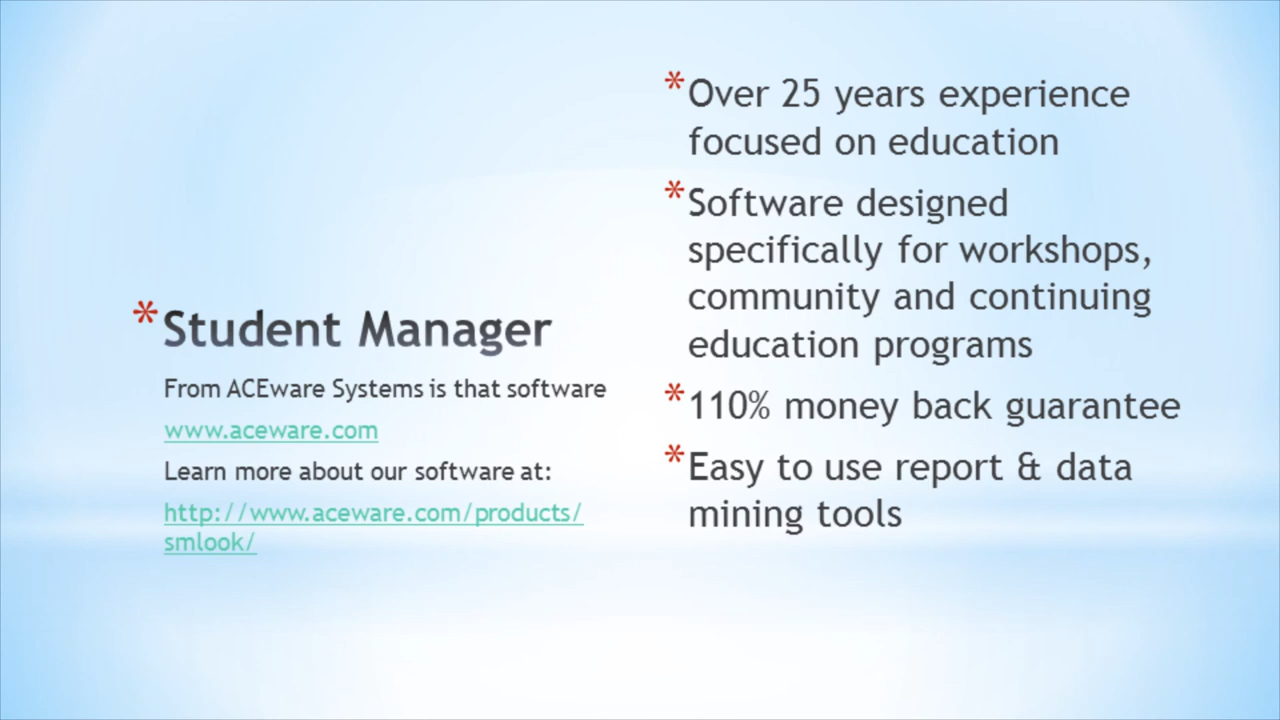 * Student Manager
From ACEware Systems is that software
www.aceware.com
Learn more about our software at:
http://www.aceware.com/products/
smlook/
* Over 25 years experience
focused on education
* Software designed
specifically for workshops,
community and continuing
education programs
* 110% money back guarantee
* Easy to use report & data
mining tools